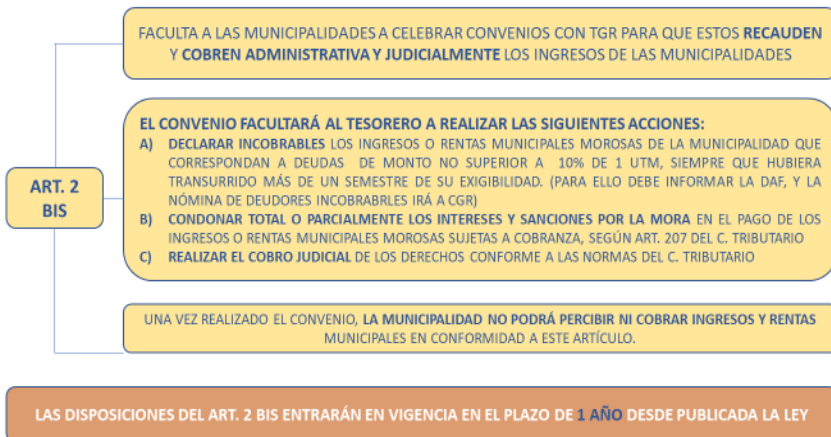 FACULTA A LAS MUNICIPALIDADES A CELEBRAR CONVENIOS CON TGR PARA QUE ESTOS RECAUDEN
Y COBREN ADMINISTRATIVA Y JUDICIALMENTE LOS INGRESOS DE LAS MUNICIPALIDADES
ART. 2
BIS
EL CONVENIO FACULTARÁ AL TESORERO A REALIZAR LAS SIGUIENTES ACCIONES:
A) DECLARAR INCOBRABLES LOS INGRESOS O RENTAS MUNICIPALES MOROSAS DE LA MUNICIPALIDAD QUE
CORRESPONDAN A DEUDAS DE MONTO NO SUPERIOR A 10% DE 1 UTM, SIEMPRE QUE HUBIERA
TRANSURRIDO MÁS DE UN SEMESTRE DE SU EXIGIBILIDAD. (PARA ELLO DEBE INFORMAR LA DAF, Y LA
NÓMINA DE DEUDORES INCOBRABRLES IRÁ A CGR)
B) CONDONAR TOTAL O PARCIALMENTE LOS INTERESES Y SANCIONES POR LA MORA EN EL PAGO DE LOS
INGRESOS O RENTAS MUNICIPALES MOROSAS SUJETAS A COBRANZA, SEGÚN ART. 207 DEL C. TRIBUTARIO
C) REALIZAR EL COBRO JUDICIAL DE LOS DERECHOS CONFORME A LAS NORMAS DEL C. TRIBUTARIO
UNA VEZ REALIZADO EL CONVENIO, LA MUNICIPALIDAD NO PODRÁ PERCIBIR NI COBRAR INGRESOS Y RENTAS
MUNICIPALES EN CONFORMIDAD A ESTE ARTÍCULO.
LAS DISPOSICIONES DEL ART. 2 BIS ENTRARÁN EN VIGENCIA EN EL PLAZO DE 1 AÑO DESDE PUBLICADA LA LEY